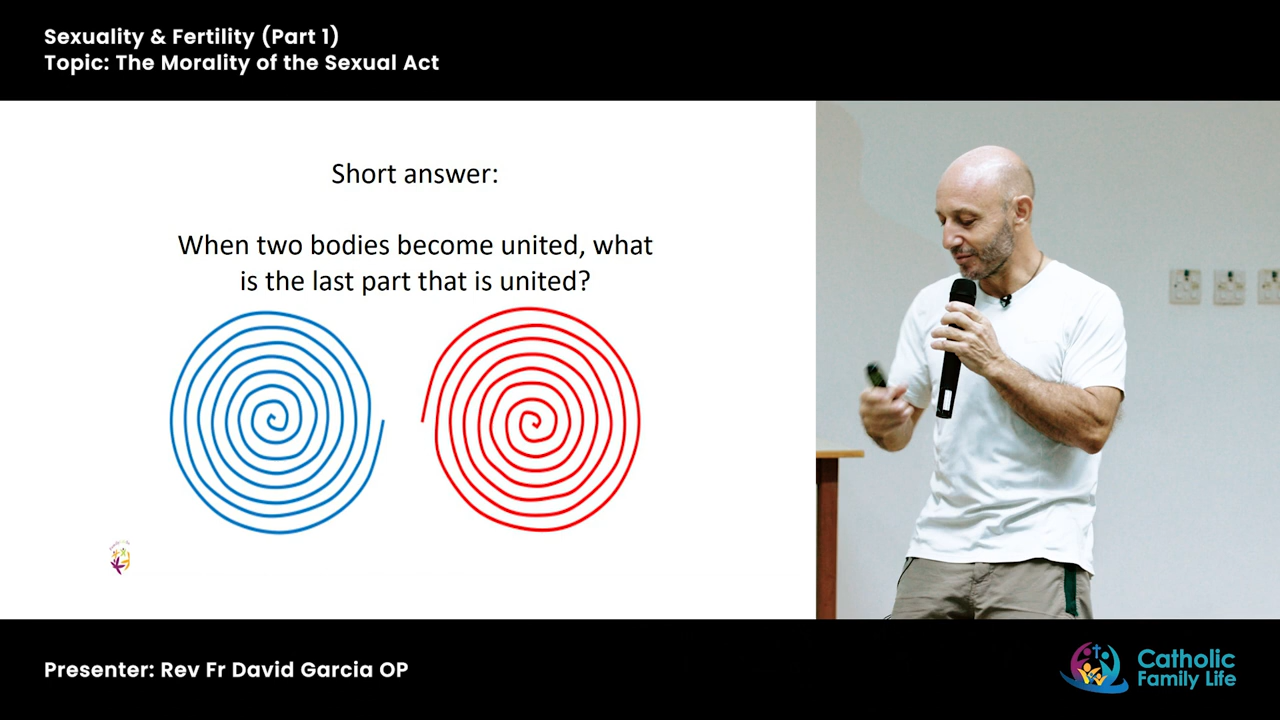 Sexuality & Fertility (Part 1)
Topic: The Morality of the Sexual Act
Short answer:
When two bodies become united, what
is the last part that is united?
Presenter: Rev Fr David Garcia OP
Catholic
Family Life